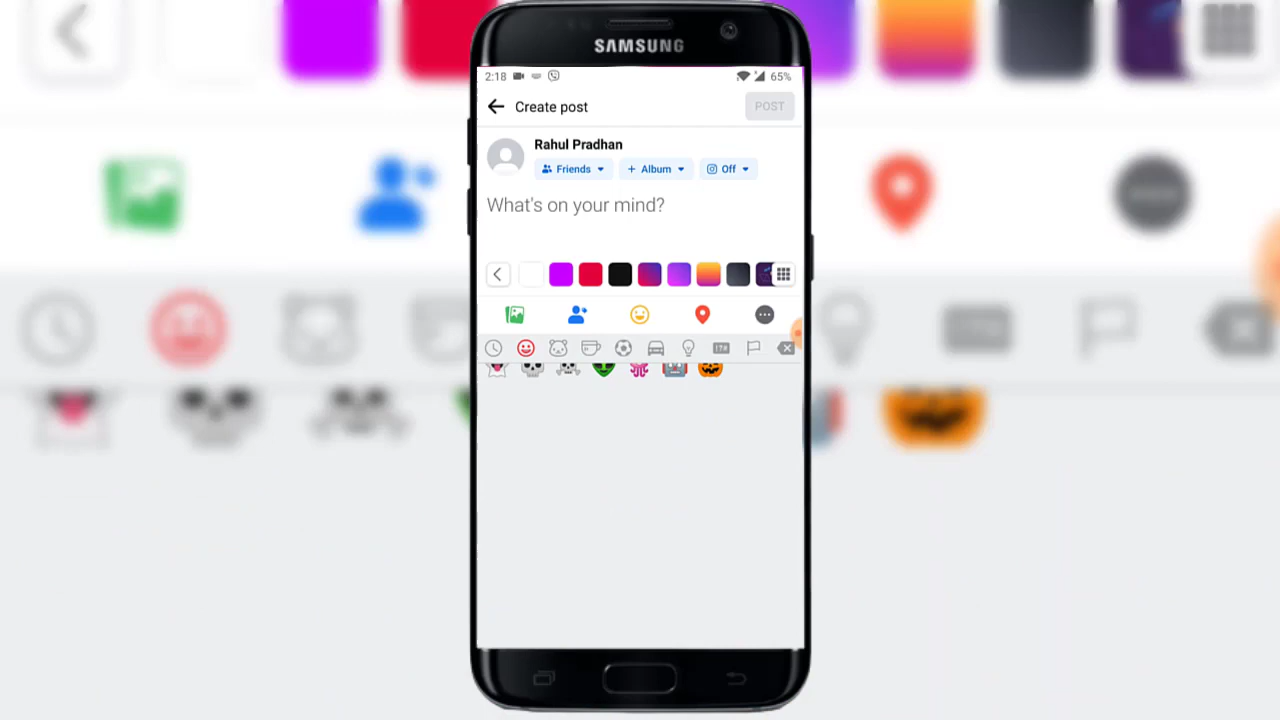 SAMSUNG
2:18 65%
Create post POST
Rahul Pradhan
Friends + Album Off
What's on your mind?